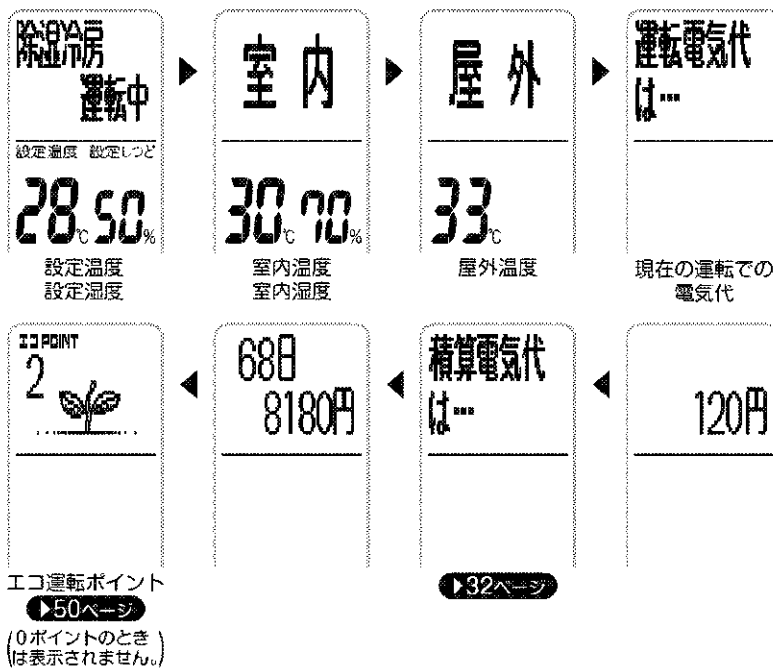 除湿冷房
運転中
設定温度 設定しつど
28℃ 50%
設定温度
設定湿度
室内
30℃ 70%
室内温度
室内湿度
屋外
33℃
屋外温度
運転電気代
は…
現在の運転での
電気代
120円
積算電気代
は…
▶32ページ
68日
8180円
エコPOINT
2
エコ運転ポイント
▶50ページ
(0ポイントのとき
は表示されません。)